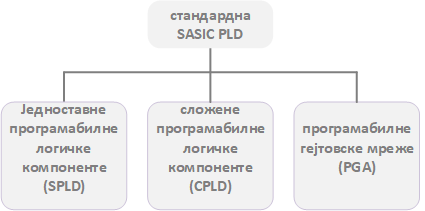 стандардна
SASIC PLD
Једноставне
програмабилне
логичке
компоненте
(SPLD)
сложене
програмабилне
логичке
компоненте
(CPLD)
програмабилне
гејтовске мреже
(PGA)